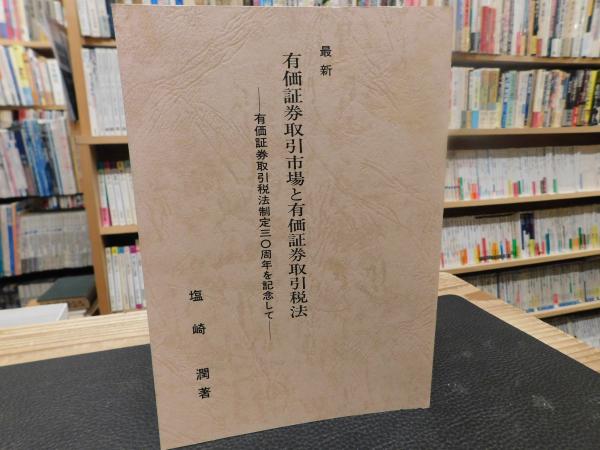 最新
有価証券取引市場と有価証券取引税法
――有価証券取引税法制定三〇周年を記念して――
塩崎潤著